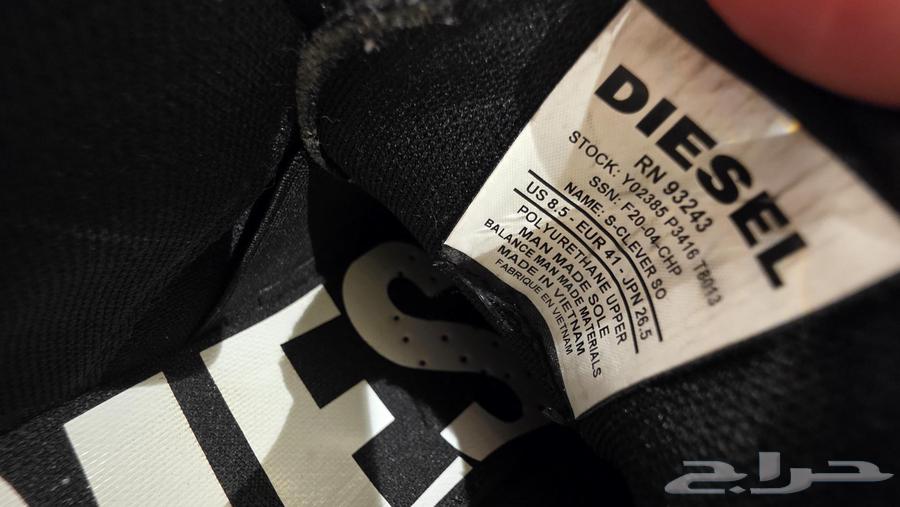 DIESEL
RN 93243
STOCK: Y02385 P3416 T8013
SSN: F20-04-CHP
NAME: S-CLEVER SO
US 8.5 - EUR 41 - JPN 26.5
POLYURETHANE UPPER
MAN MADE SOLE
BALANCE MAN MADE MATERIALS
MADE IN VIETNAM
FABRIQUE EN VIETNAM
حراج